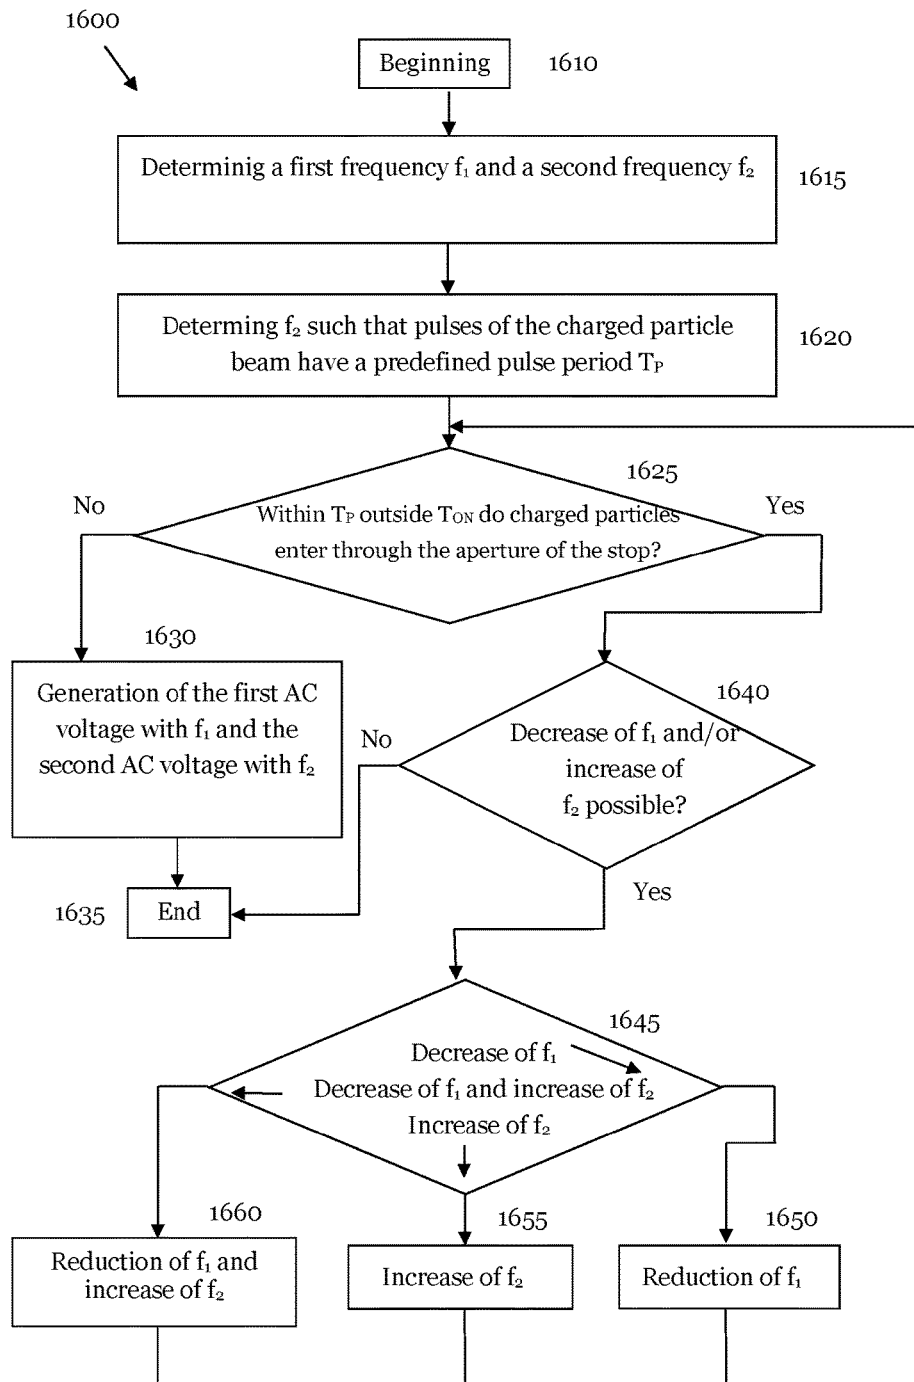 1600
Beginning
1610
Determinig a first frequency f₁ and a second frequency f₂
1615
Determing f₂ such that pulses of the charged particle
beam have a predefined pulse period Tₚ
1620
1625
No
Yes
Within Tₚ outside T_ON do charged particles
enter through the aperture of the stop?
1630
Generation of the first AC
voltage with f₁ and the
second AC voltage with f₂
1640
No
Decrease of f₁ and/or
increase of
f₂ possible?
Yes
1635
End
1645
Decrease of f₁
Decrease of f₁ and increase of f₂
Increase of f₂
1660
Reduction of f₁ and
increase of f₂
1655
Increase of f₂
1650
Reduction of f₁